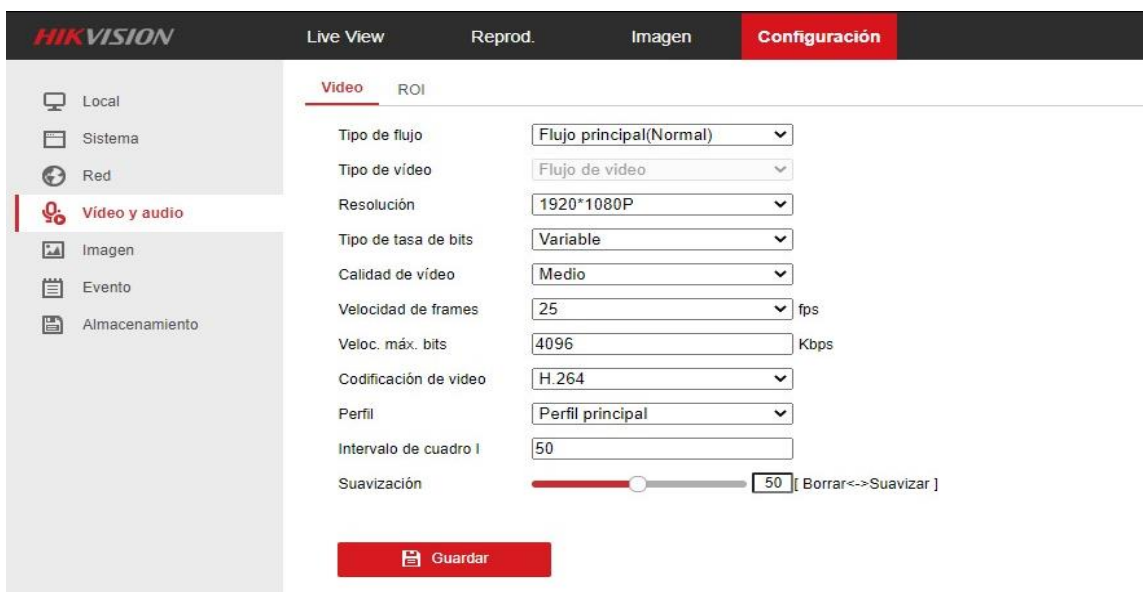 HIKVISION Live View Reprod. Imagen Configuración
Local
Sistema
Red
Vídeo y audio
Imagen
Evento
Almacenamiento
Video ROI
Tipo de flujo Flujo principal(Normal)
Tipo de vídeo Flujo de video
Resolución 1920*1080P
Tipo de tasa de bits Variable
Calidad de vídeo Medio
Velocidad de frames 25 fps
Veloc. máx. bits 4096 Kbps
Codificación de video H.264
Perfil Perfil principal
Intervalo de cuadro I 50
Suavización 50 [ Borrar<->Suavizar ]
Guardar